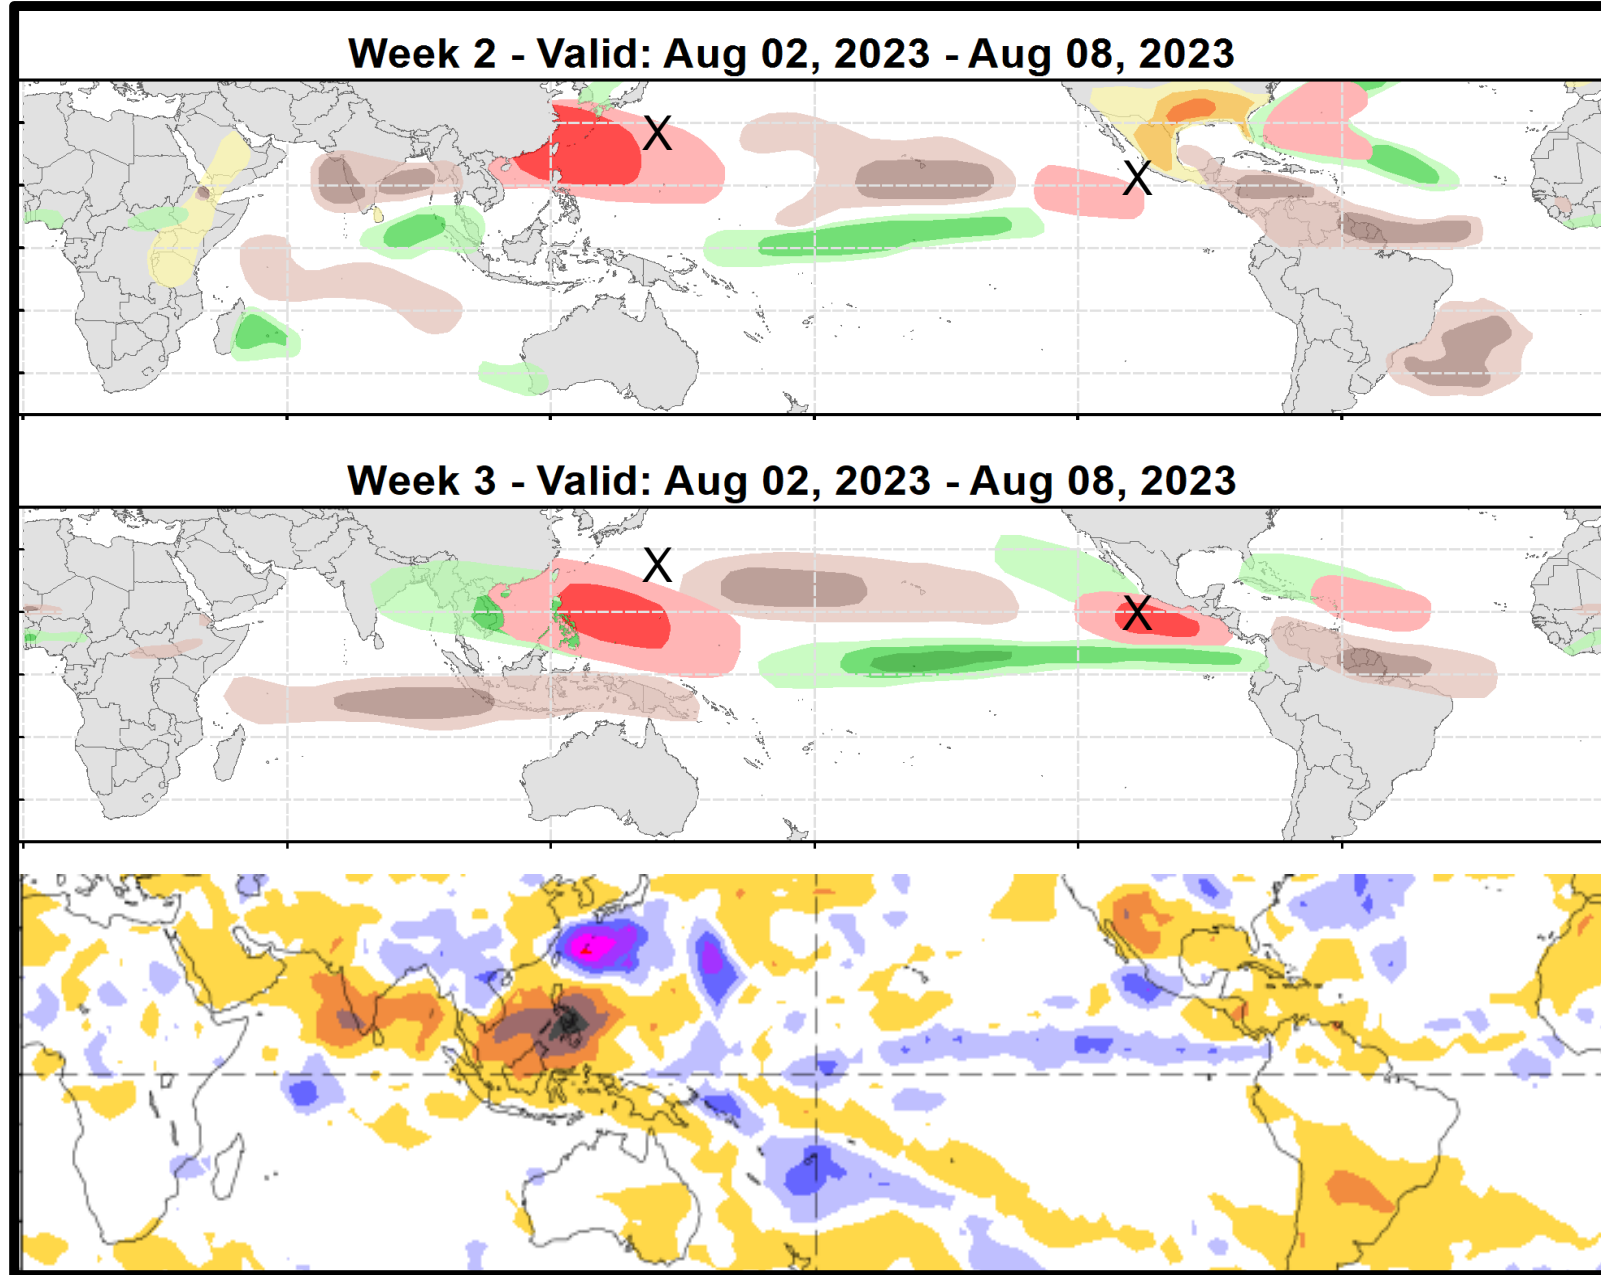 Week 2 - Valid: Aug 02, 2023 - Aug 08, 2023
X
X
Week 3 - Valid: Aug 02, 2023 - Aug 08, 2023
X
X